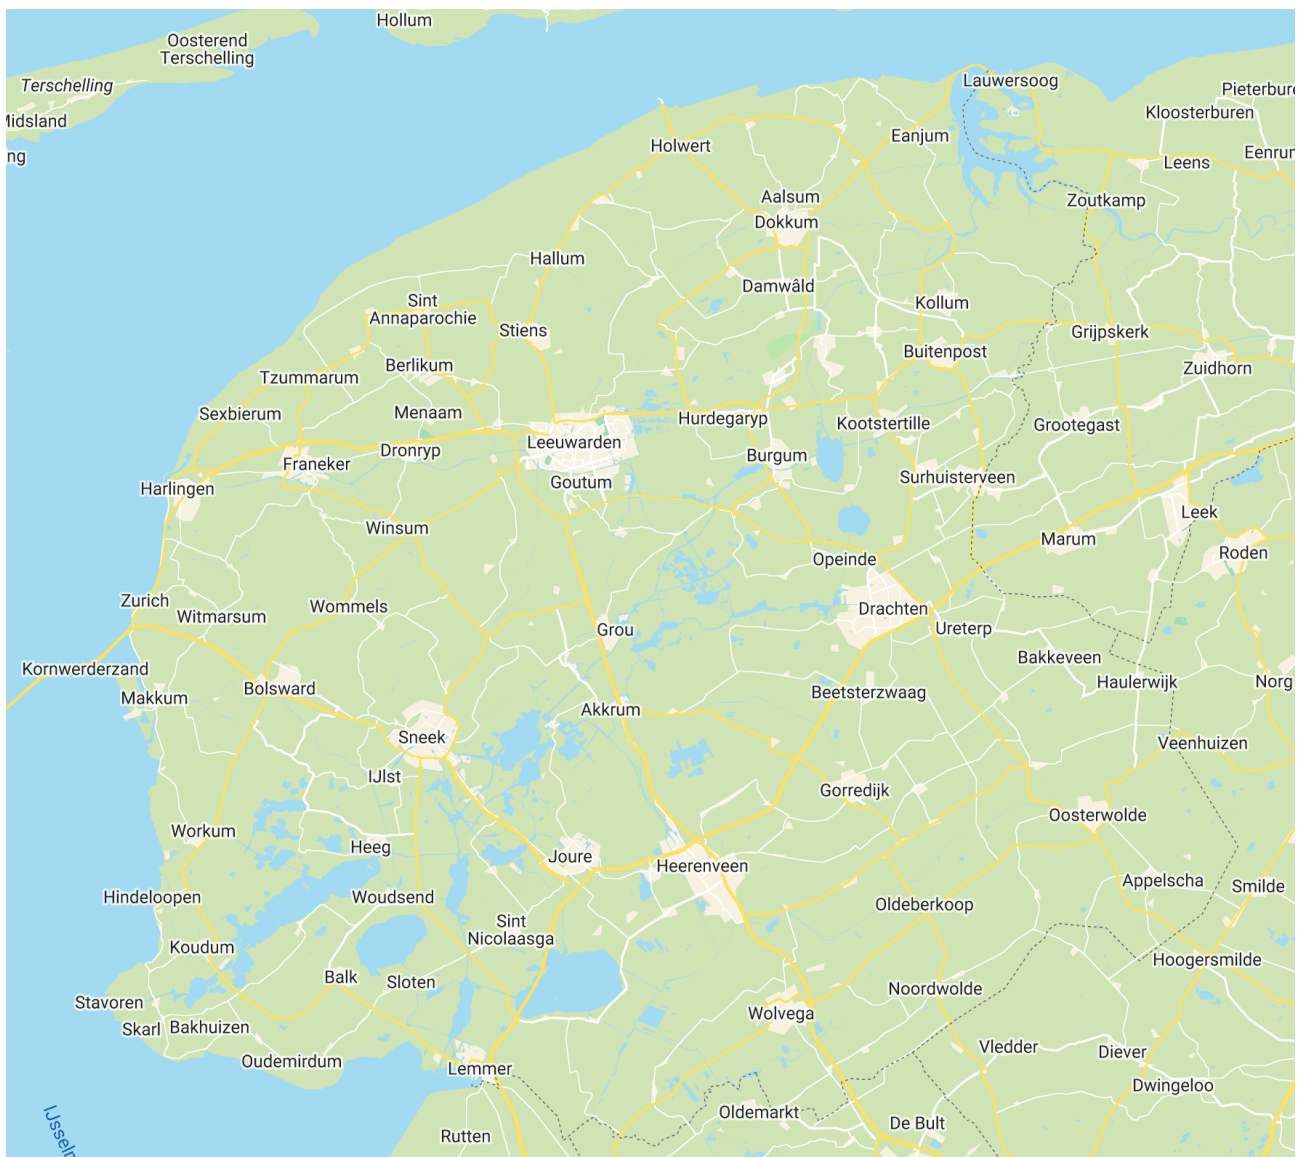 Hollum
Oosterend
Terschelling
Terschelling
Lauwersoog
Pieterbure
Kloosterburen
Midsland
Eanjum
Holwert
Eenrum
ng
Leens
Aalsum
Zoutkamp
Dokkum
Hallum
Damwâld
Sint
Annaparochie
Kollum
Stiens
Grijpskerk
Buitenpost
Berlikum
Zuidhorn
Tzummarum
Sexbierum
Menaam
Hurdegaryp
Kootstertille
Grootegast
Leeuwarden
Dronryp
Franeker
Burgum
Surhuisterveen
Goutum
Harlingen
Leek
Winsum
Marum
Roden
Opeinde
Zurich
Witmarsum
Wommels
Drachten
Grou
Ureterp
Bakkeveen
Kornwerderzand
Haulerwijk
Norg
Bolsward
Makkum
Beetsterzwaag
Akkrum
Sneek
Veenhuizen
IJlst
Gorredijk
Oosterwolde
Workum
Heeg
Joure
Heerenveen
Appelscha
Smilde
Hindeloopen
Woudsend
Oldeberkoop
Sint
Nicolaasga
Koudum
Hoogersmilde
Balk
Sloten
Noordwolde
Stavoren
Wolvega
Skarl
Bakhuizen
Vledder
Diever
Oudemirdum
Lemmer
Dwingeloo
Oldemarkt
De Bult
IJsselm
Rutten